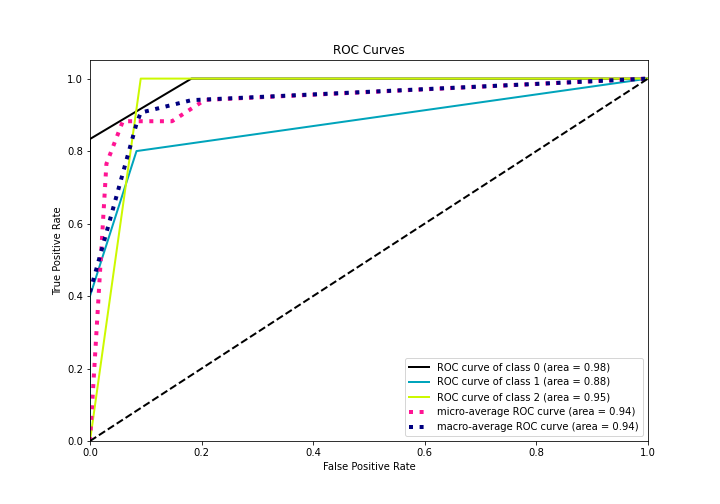 ROC Curves
True Positive Rate
1.0
0.8
0.6
0.4
0.2
0.0
0.0 0.2 0.4 0.6 0.8 1.0
False Positive Rate
ROC curve of class 0 (area = 0.98)
ROC curve of class 1 (area = 0.88)
ROC curve of class 2 (area = 0.95)
micro-average ROC curve (area = 0.94)
macro-average ROC curve (area = 0.94)